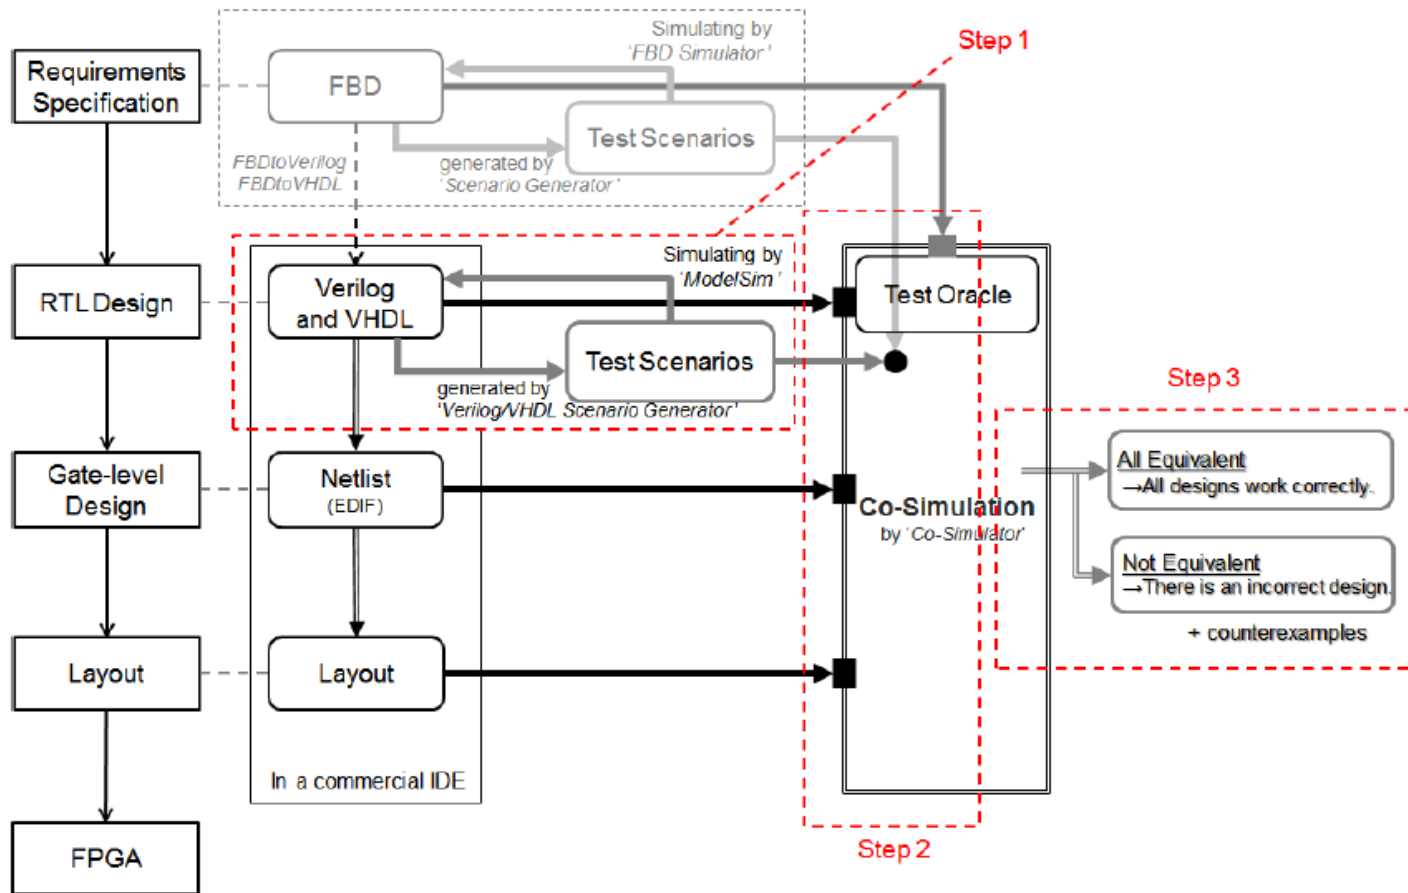 Simulating by
'FBD Simulator'
Step 1
Requirements
Specification
FBD
Test Scenarios
FBDtoVerilog
FBDtoVHDL
generated by
'Scenario Generator'
Simulating by
'ModelSim'
RTL Design
Verilog
and VHDL
Test Oracle
Test Scenarios
generated by
'Verilog/VHDL Scenario Generator'
Step 3
Gate-level
Design
Netlist
(EDIF)
Co-Simulation
by 'Co-Simulator'
All Equivalent
→All designs work correctly.
Not Equivalent
→There is an incorrect design.
+ counterexamples
Layout
Layout
In a commercial IDE
Step 2
FPGA